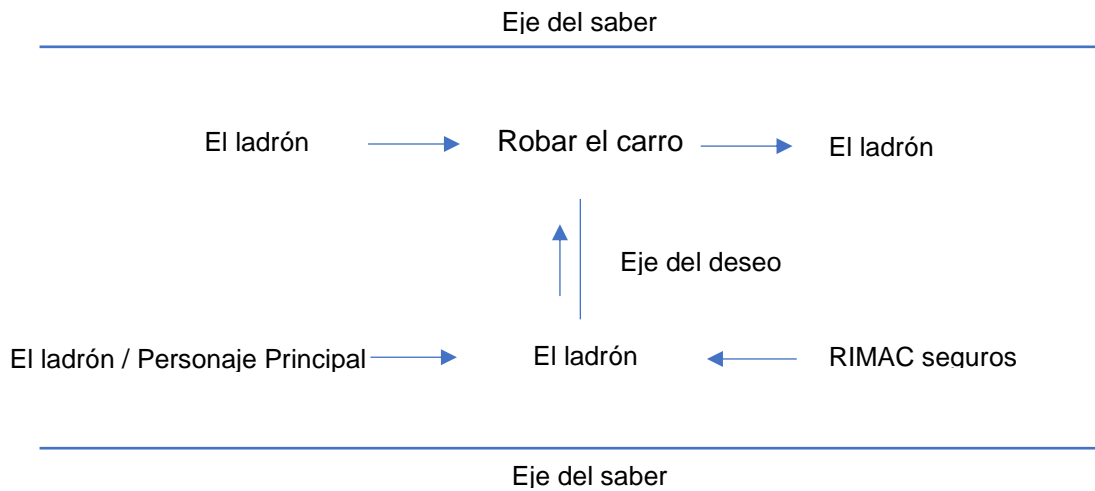 Eje del saber
El ladrón
Robar el carro
El ladrón
Eje del deseo
El ladrón / Personaje Principal
El ladrón
RIMAC seguros
Eje del saber